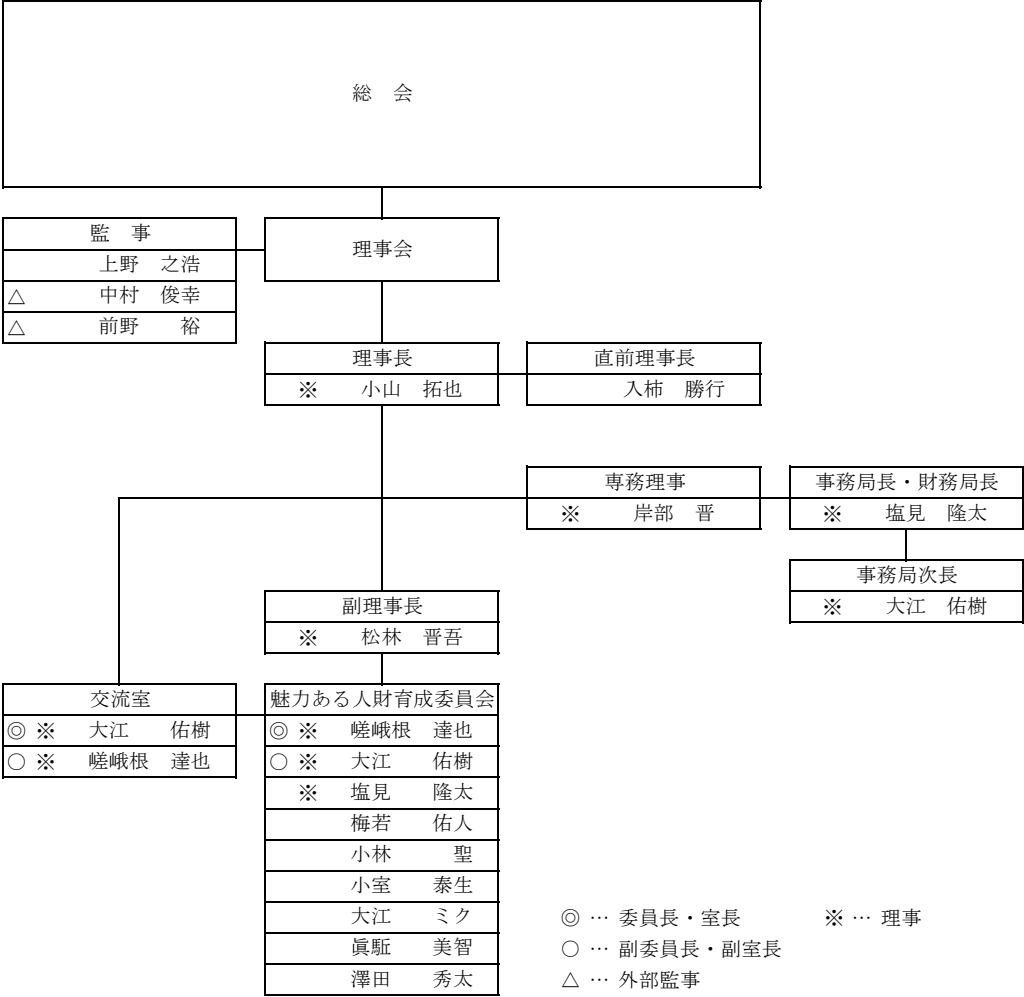 総　会
監　事
上野　之浩
△　中村　俊幸
△　前野　裕
理事会
理事長
※　小山　拓也
直前理事長
入柿　勝行
専務理事
※　岸部　晋
事務局長・財務局長
※　塩見　隆太
事務局次長
※　大江　佑樹
副理事長
※　松林　晋吾
交流室
◎ ※　大江　佑樹
○ ※　嵯峨根　達也
魅力ある人財育成委員会
◎ ※　嵯峨根　達也
○ ※　大江　佑樹
※　塩見　隆太
梅若　佑人
小林　聖
小室　泰生
大江　ミク
眞駈　美智
澤田　秀太
◎ … 委員長・室長　※ … 理事
○ … 副委員長・副室長
△ … 外部監事